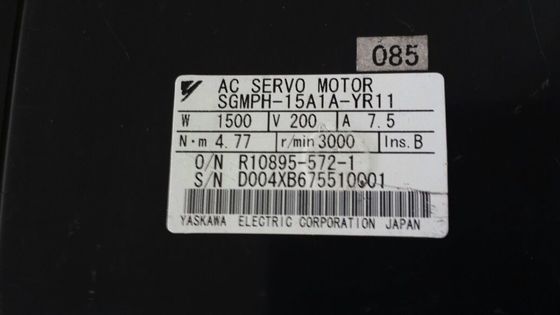 085
AC SERVO MOTOR
SGMPH-15A1A-YR11
W 1500 V 200 A 7.5
N·m 4.77 r/min 3000 Ins. B
O/N R10895-572-1
S/N D004XB675510001
YASKAWA ELECTRIC CORPORATION JAPAN